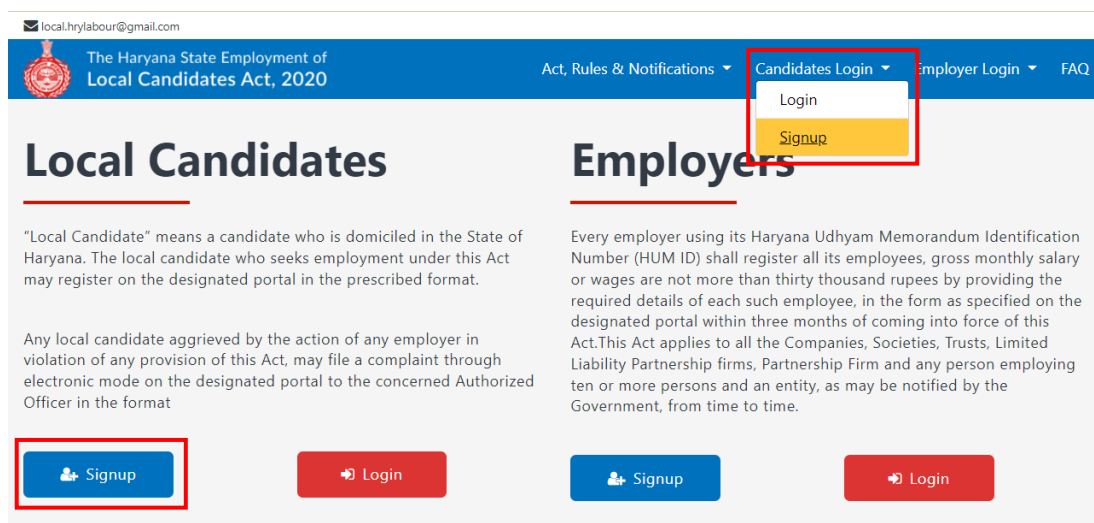 local.hrylabour@gmail.com
The Haryana State Employment of
Local Candidates Act, 2020
Act, Rules & Notifications
Candidates Login
Employer Login
FAQ
Login
Signup
Local Candidates
“Local Candidate” means a candidate who is domiciled in the State of
Haryana. The local candidate who seeks employment under this Act
may register on the designated portal in the prescribed format.
Any local candidate aggrieved by the action of any employer in
violation of any provision of this Act, may file a complaint through
electronic mode on the designated portal to the concerned Authorized
Officer in the format
Signup
Login
Employers
Every employer using its Haryana Udhyam Memorandum Identification
Number (HUM ID) shall register all its employees, gross monthly salary
or wages are not more than thirty thousand rupees by providing the
required details of each such employee, in the form as specified on the
designated portal within three months of coming into force of this
Act.This Act applies to all the Companies, Societies, Trusts, Limited
Liability Partnership firms, Partnership Firm and any person employing
ten or more persons and an entity, as may be notified by the
Government, from time to time.
Signup
Login